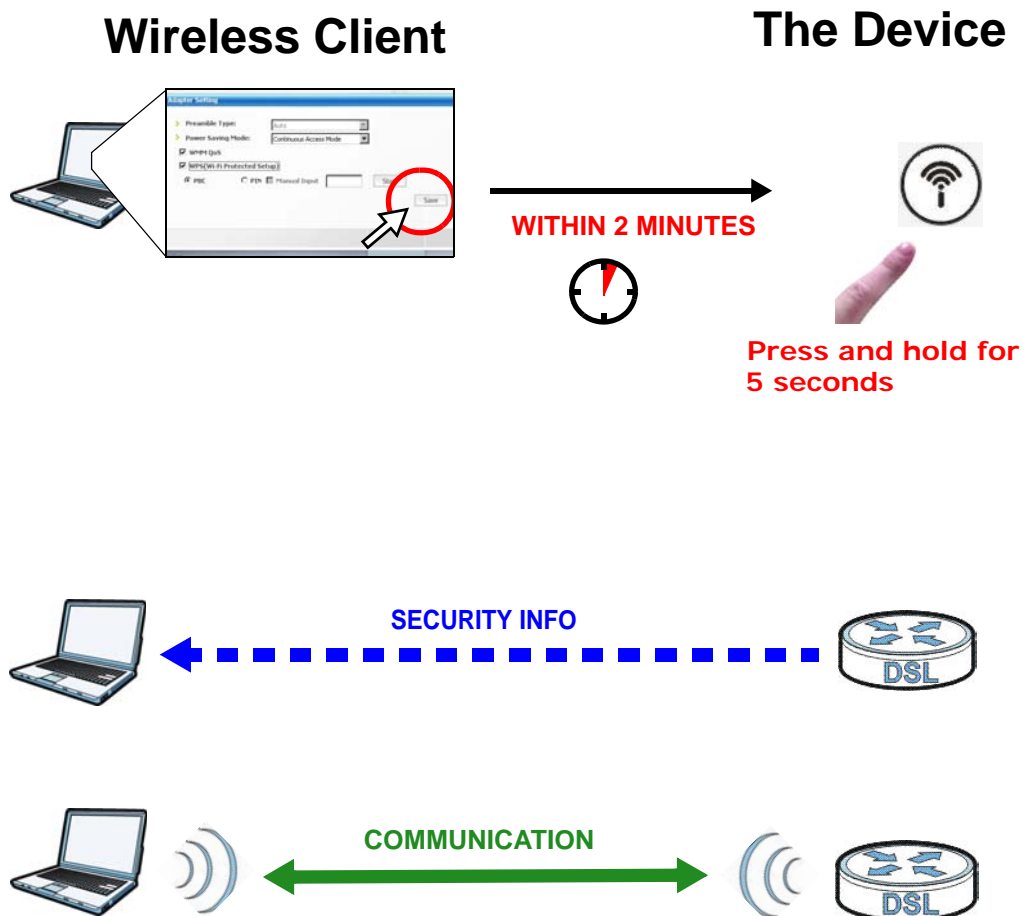 Wireless Client
The Device
Adapter Setting
Preamble Type: Auto
Power Saving Mode: Continuous Access Mode
WMM QoS
WPS(Wi-Fi Protected Setup)
PBC PIN Manual Input
Save
WITHIN 2 MINUTES
Press and hold for
5 seconds
SECURITY INFO
DSL
COMMUNICATION
DSL